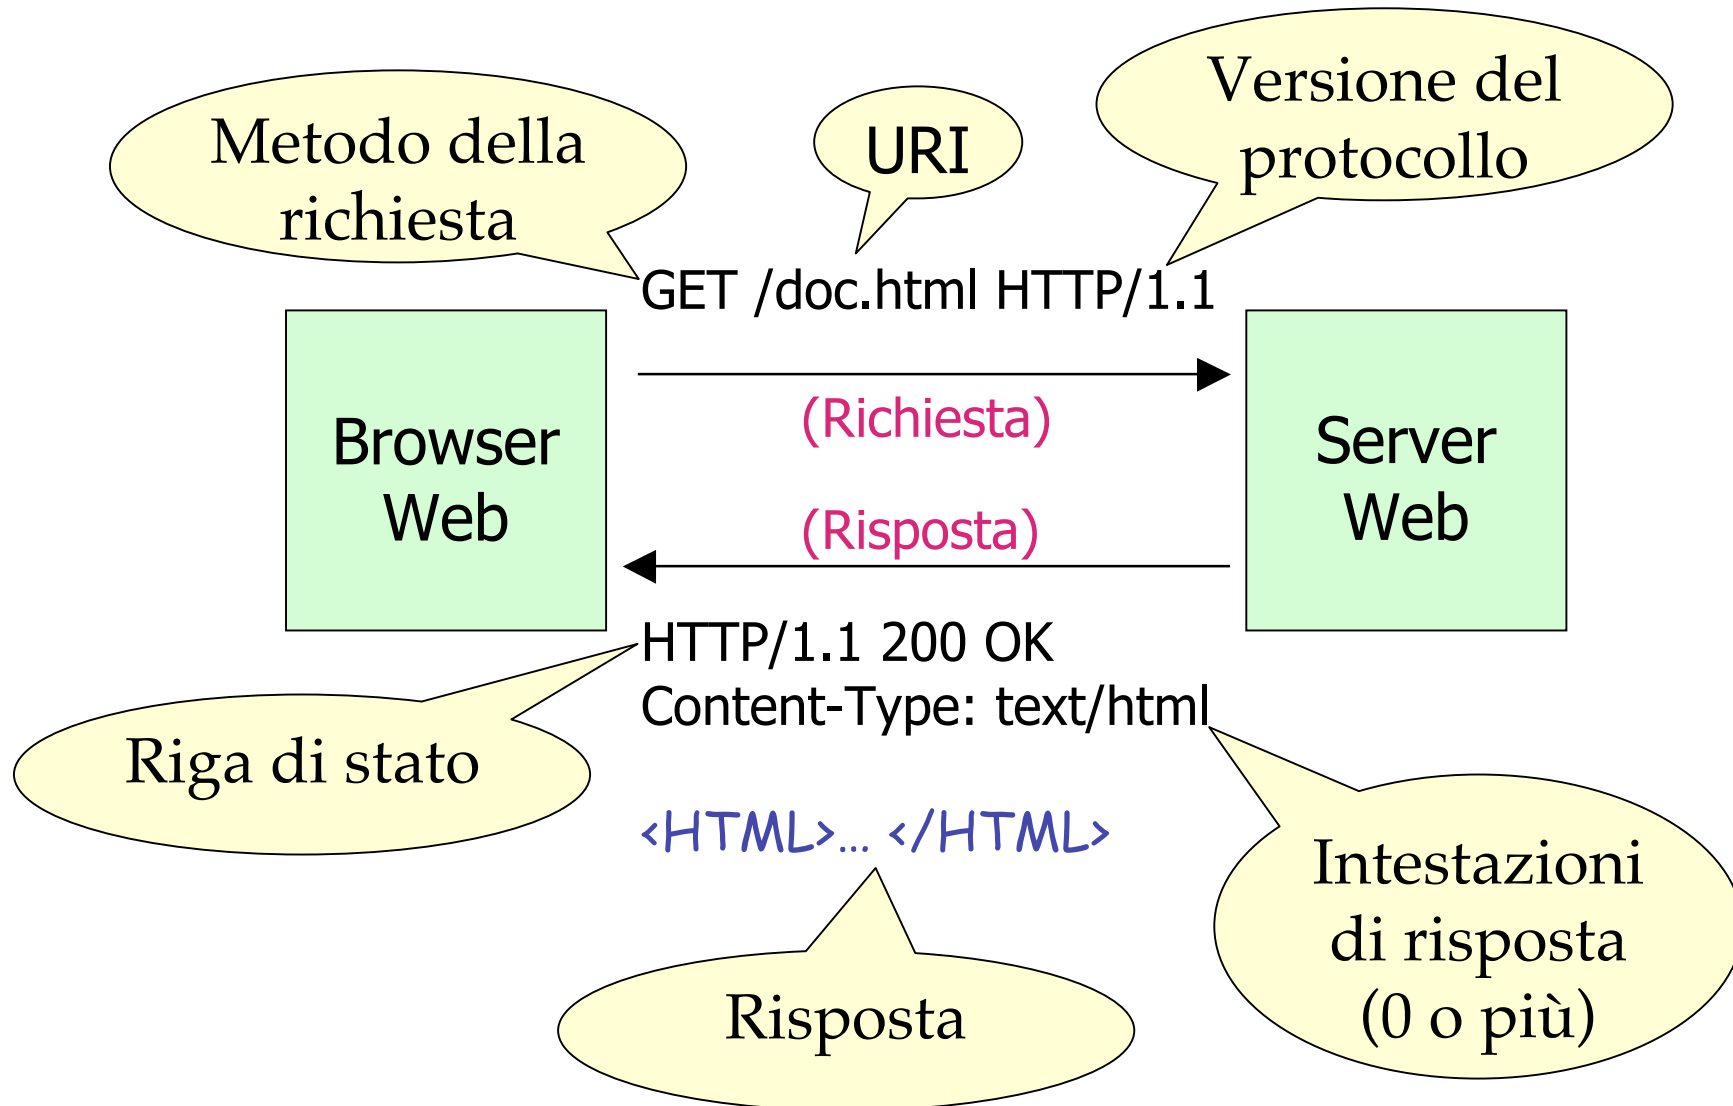 Metodo della
richiesta
URI
Versione del
protocollo
GET /doc.html HTTP/1.1
Browser
Web
(Richiesta)
(Risposta)
Server
Web
HTTP/1.1 200 OK
Content-Type: text/html
Riga di stato
<HTML>... </HTML>
Intestazioni
di risposta
(0 o più)
Risposta